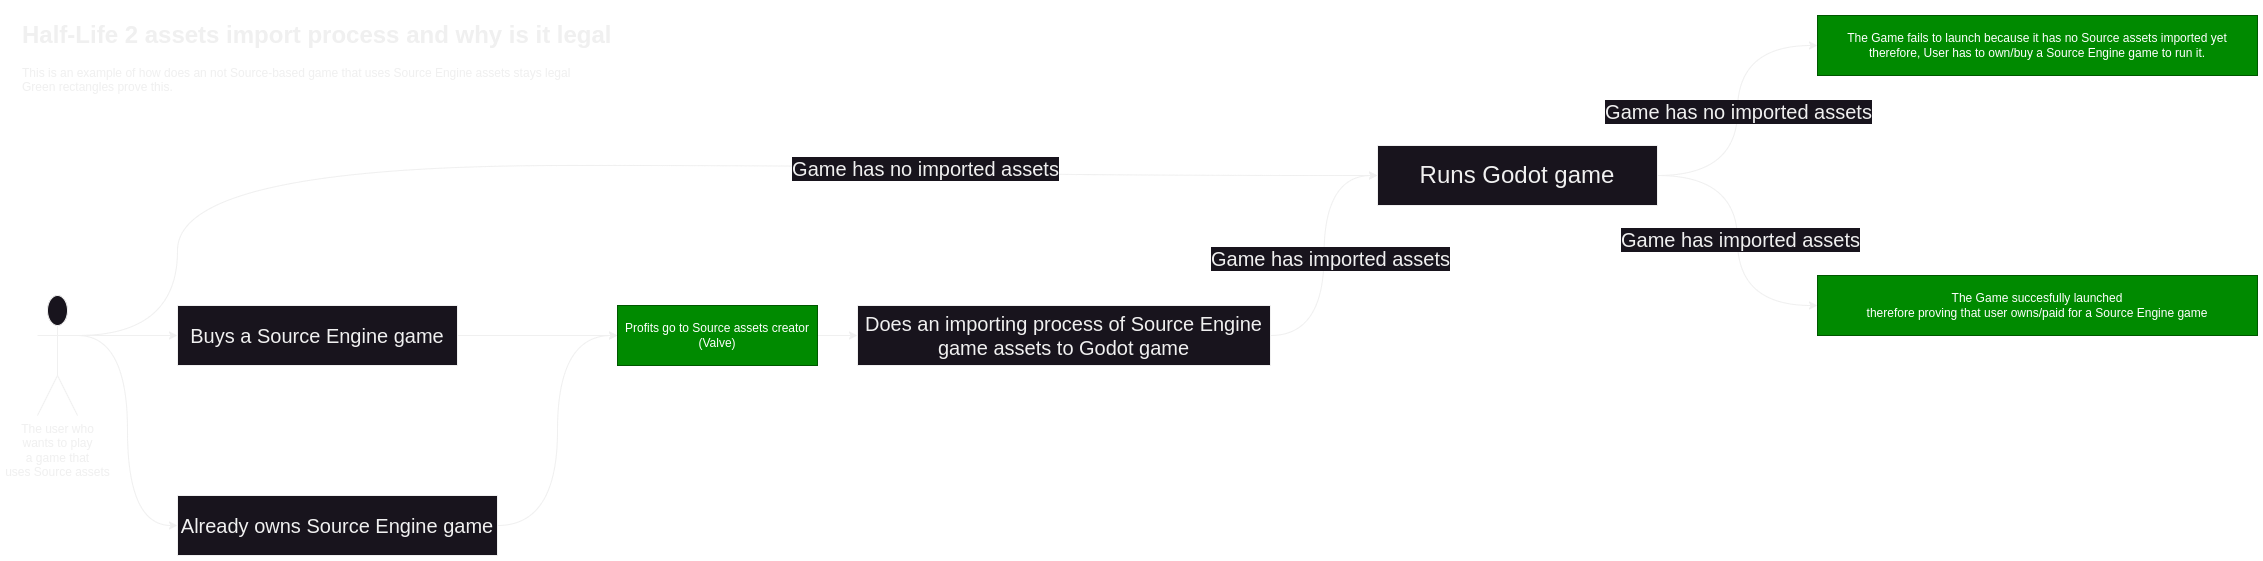 Half-Life 2 assets import process and why is it legal
This is an example of how does an not Source-based game that uses Source Engine assets stays legal
Green rectangles prove this.
The Game fails to launch because it has no Source assets imported yet
therefore, User has to own/buy a Source Engine game to run it.
Game has no imported assets
Game has no imported assets
Runs Godot game
Game has imported assets
Game has imported assets
The Game succesfully launched
therefore proving that user owns/paid for a Source Engine game
Buys a Source Engine game
Profits go to Source assets creator
(Valve)
Does an importing process of Source Engine
game assets to Godot game
The user who
wants to play
a game that
uses Source assets
Already owns Source Engine game